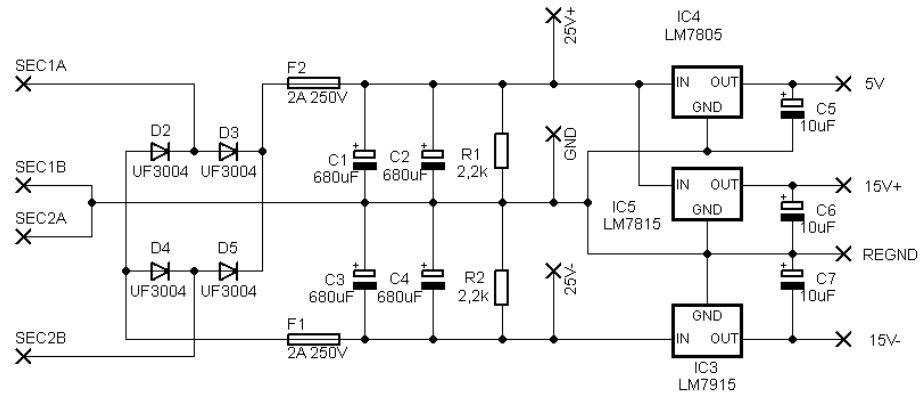 SEC1A
SEC1B
SEC2A
SEC2B
D2
UF3004
D3
UF3004
D4
UF3004
D5
UF3004
F2
2A 250V
F1
2A 250V
C1
680uF
C2
680uF
R1
2,2k
C3
680uF
C4
680uF
R2
2,2k
25V+
GND
25V-
IC4
LM7805
IN OUT
GND
C5
10uF
5V
IC5
LM7815
IN OUT
GND
C6
10uF
15V+
REGND
C7
10uF
GND
IN OUT
IC3
LM7915
15V-